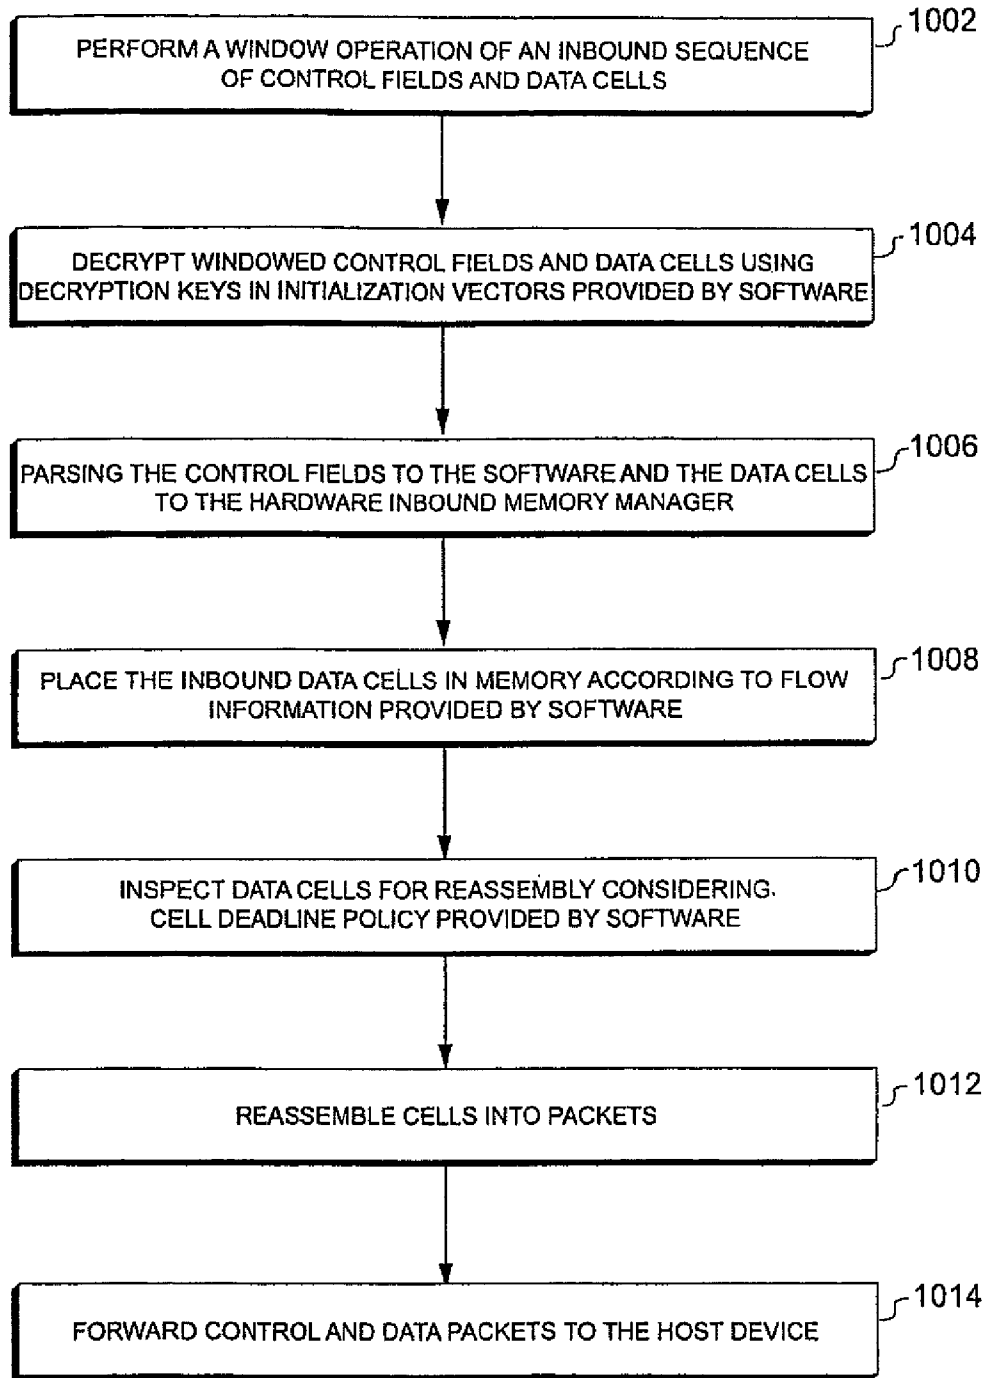 1002
PERFORM A WINDOW OPERATION OF AN INBOUND SEQUENCE
OF CONTROL FIELDS AND DATA CELLS
1004
DECRYPT WINDOWED CONTROL FIELDS AND DATA CELLS USING
DECRYPTION KEYS IN INITIALIZATION VECTORS PROVIDED BY SOFTWARE
1006
PARSING THE CONTROL FIELDS TO THE SOFTWARE AND THE DATA CELLS
TO THE HARDWARE INBOUND MEMORY MANAGER
1008
PLACE THE INBOUND DATA CELLS IN MEMORY ACCORDING TO FLOW
INFORMATION PROVIDED BY SOFTWARE
1010
INSPECT DATA CELLS FOR REASSEMBLY CONSIDERING.
CELL DEADLINE POLICY PROVIDED BY SOFTWARE
1012
REASSEMBLE CELLS INTO PACKETS
1014
FORWARD CONTROL AND DATA PACKETS TO THE HOST DEVICE